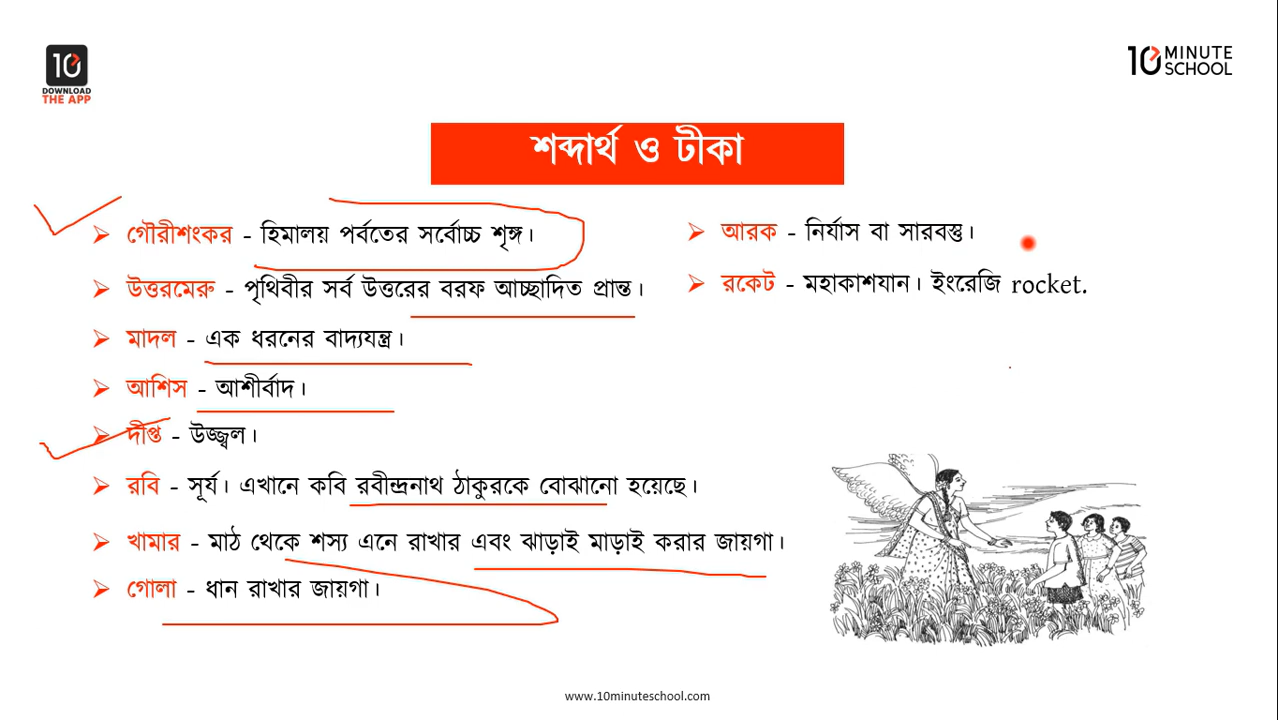 10
DOWNLOAD
THE APP
10 MINUTE
SCHOOL
শব্দার্থ ও টীকা
গৌরীশংকর - হিমালয় পর্বতের সর্বোচ্চ শৃঙ্গ।
উত্তরমেরু - পৃথিবীর সর্ব উত্তরের বরফ আচ্ছাদিত প্রান্ত।
মাদল - এক ধরনের বাদ্যযন্ত্র।
আশিস - আশীর্বাদ।
দীপ্ত - উজ্জ্বল।
রবি - সূর্য। এখানে কবি রবীন্দ্রনাথ ঠাকুরকে বোঝানো হয়েছে।
খামার - মাঠ থেকে শস্য এনে রাখার এবং ঝাড়াই মাড়াই করার জায়গা।
গোলা - ধান রাখার জায়গা।
আরক - নির্যাস বা সারবস্তু।
রকেট - মহাকাশযান। ইংরেজি rocket.
www.10minuteschool.com